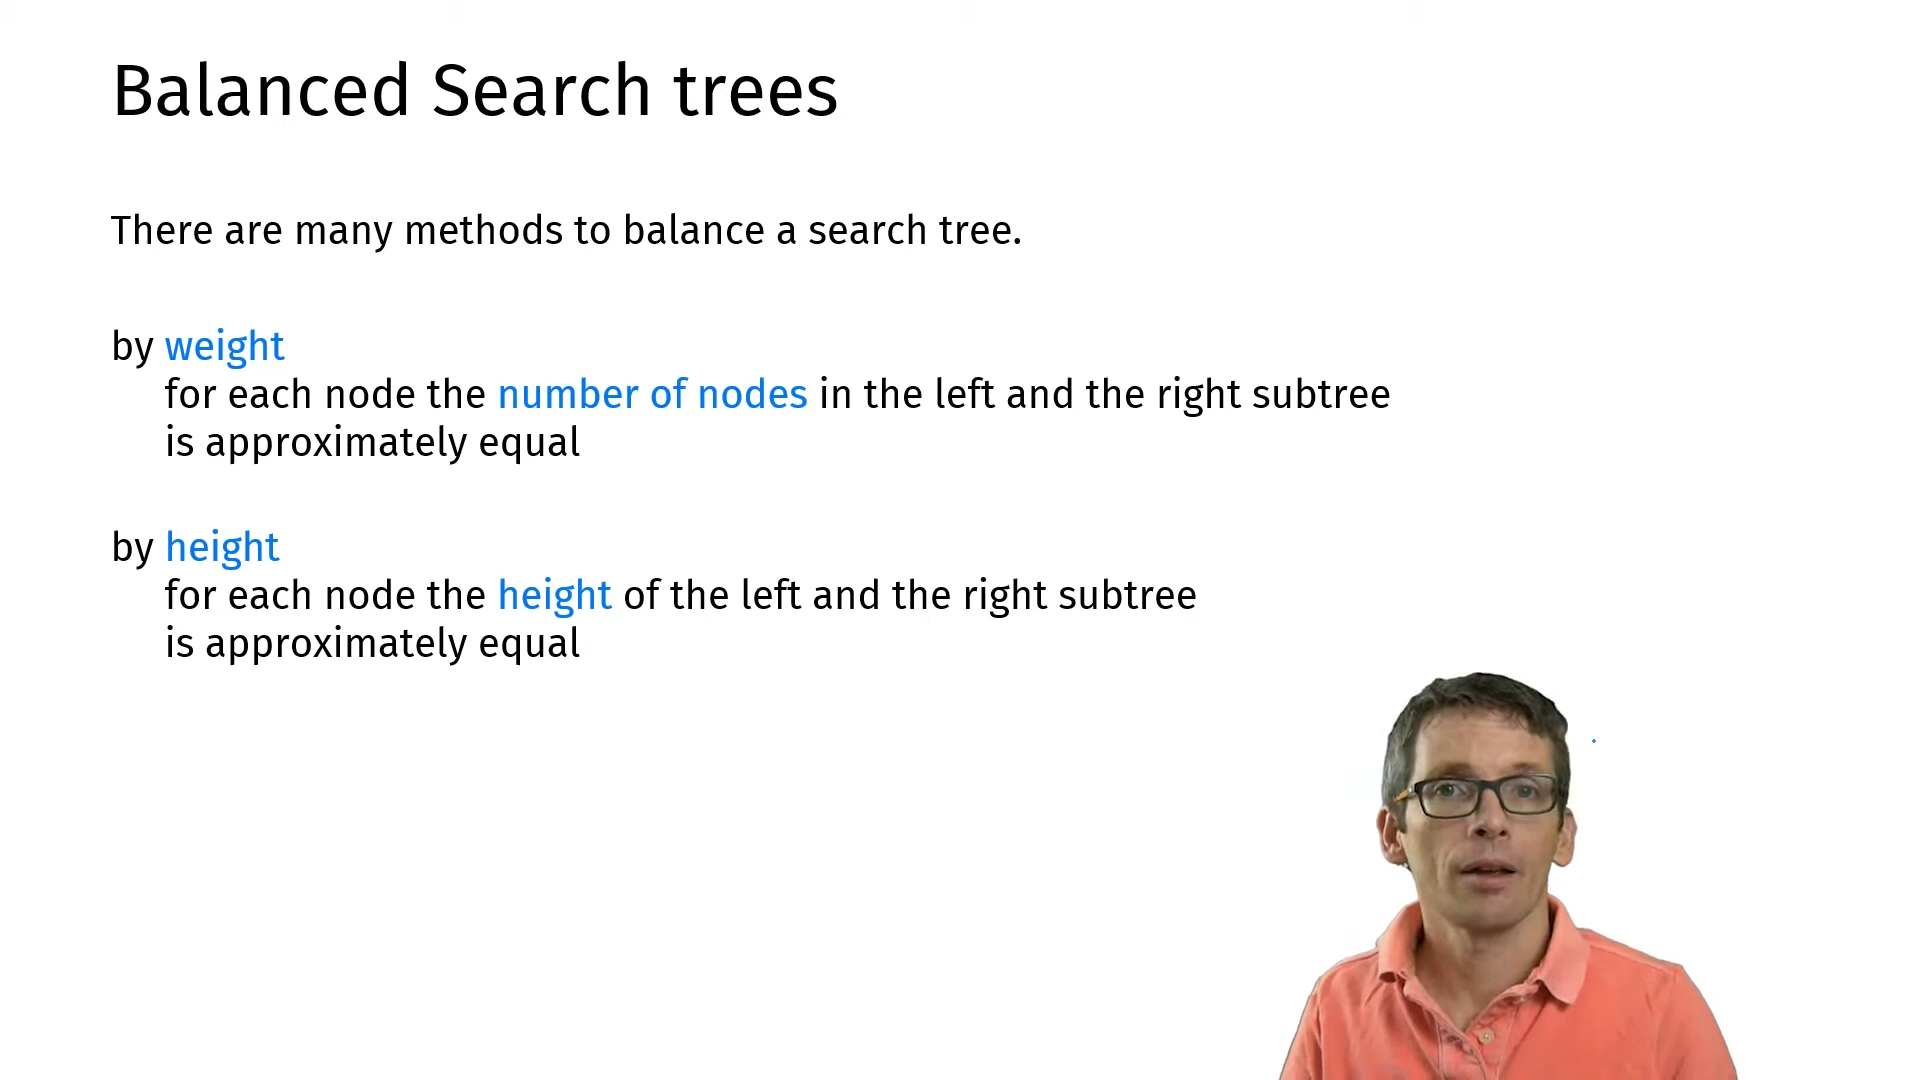 Balanced Search trees
There are many methods to balance a search tree.
by weight
for each node the number of nodes in the left and the right subtree
is approximately equal
by height
for each node the height of the left and the right subtree
is approximately equal